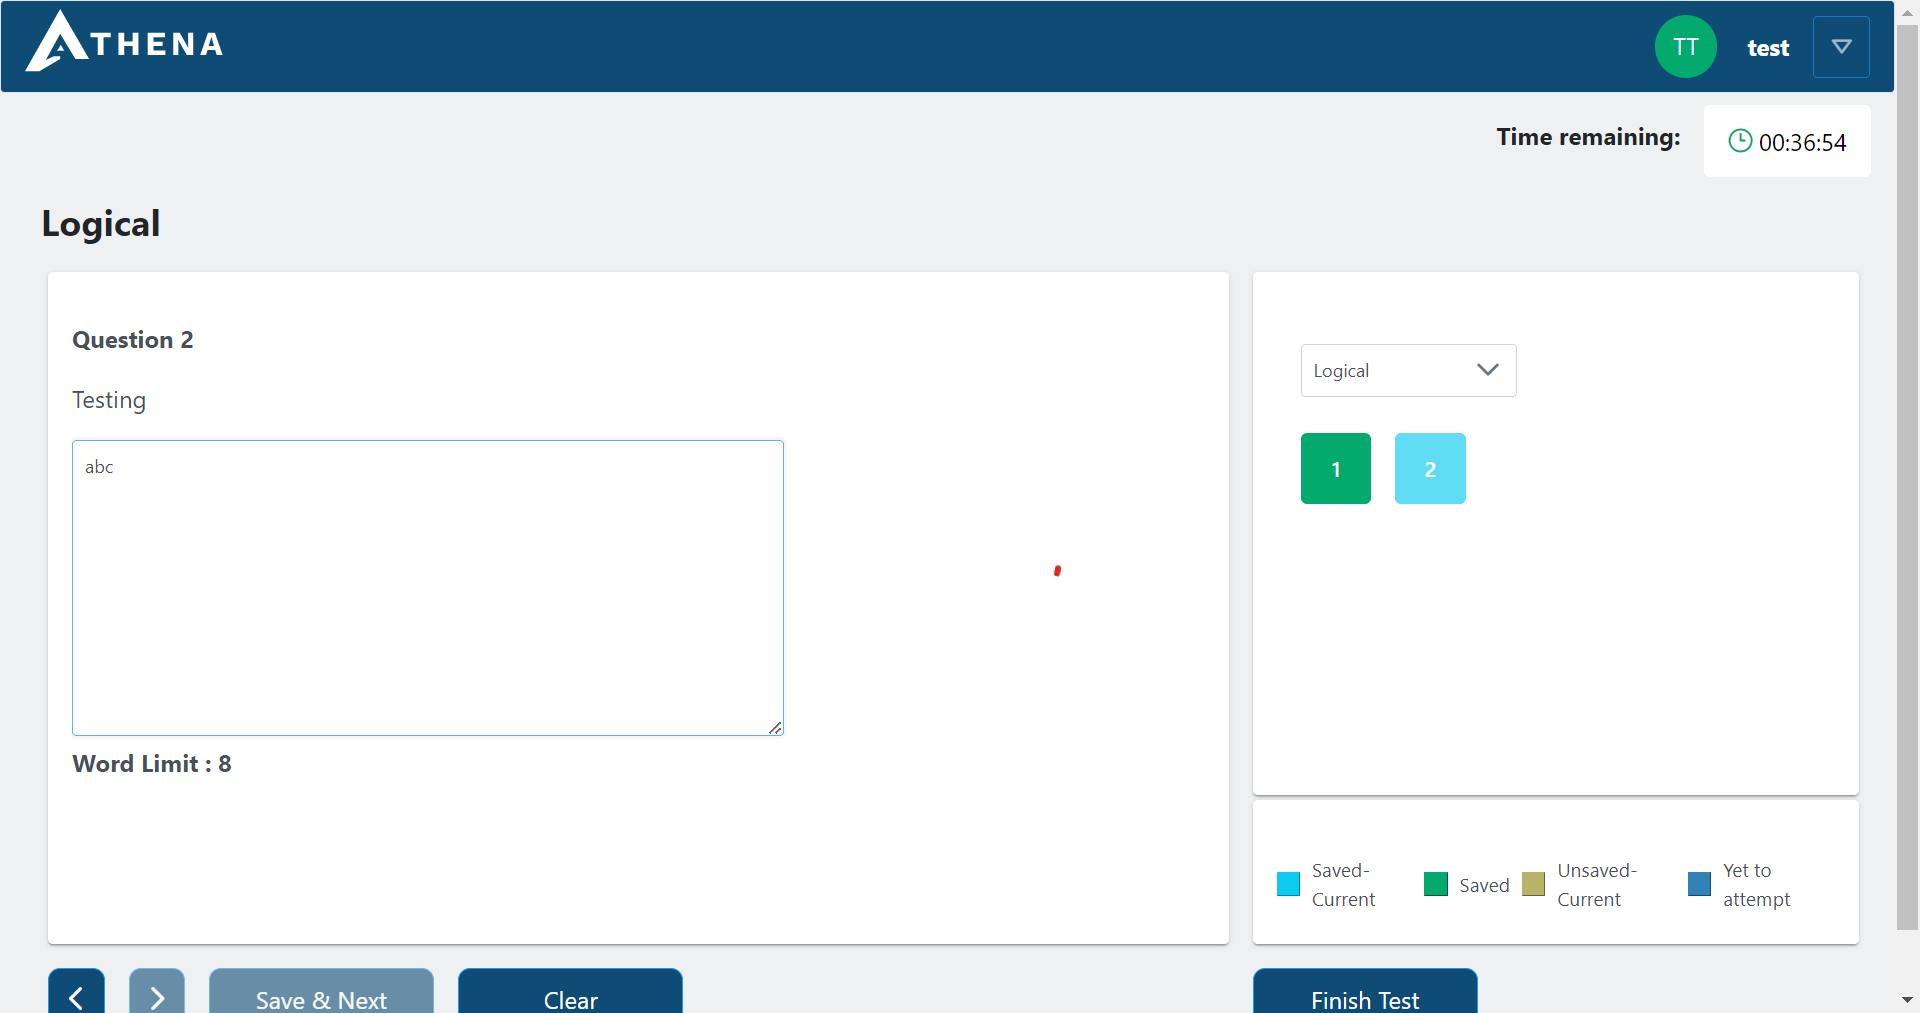 ATHENA
TT
test
Time remaining:
00:36:54
Logical
Question 2
Testing
abc
Word Limit : 8
Logical
1
2
Saved-
Current
Saved
Unsaved-
Current
Yet to
attempt
Save & Next
Clear
Finish Test